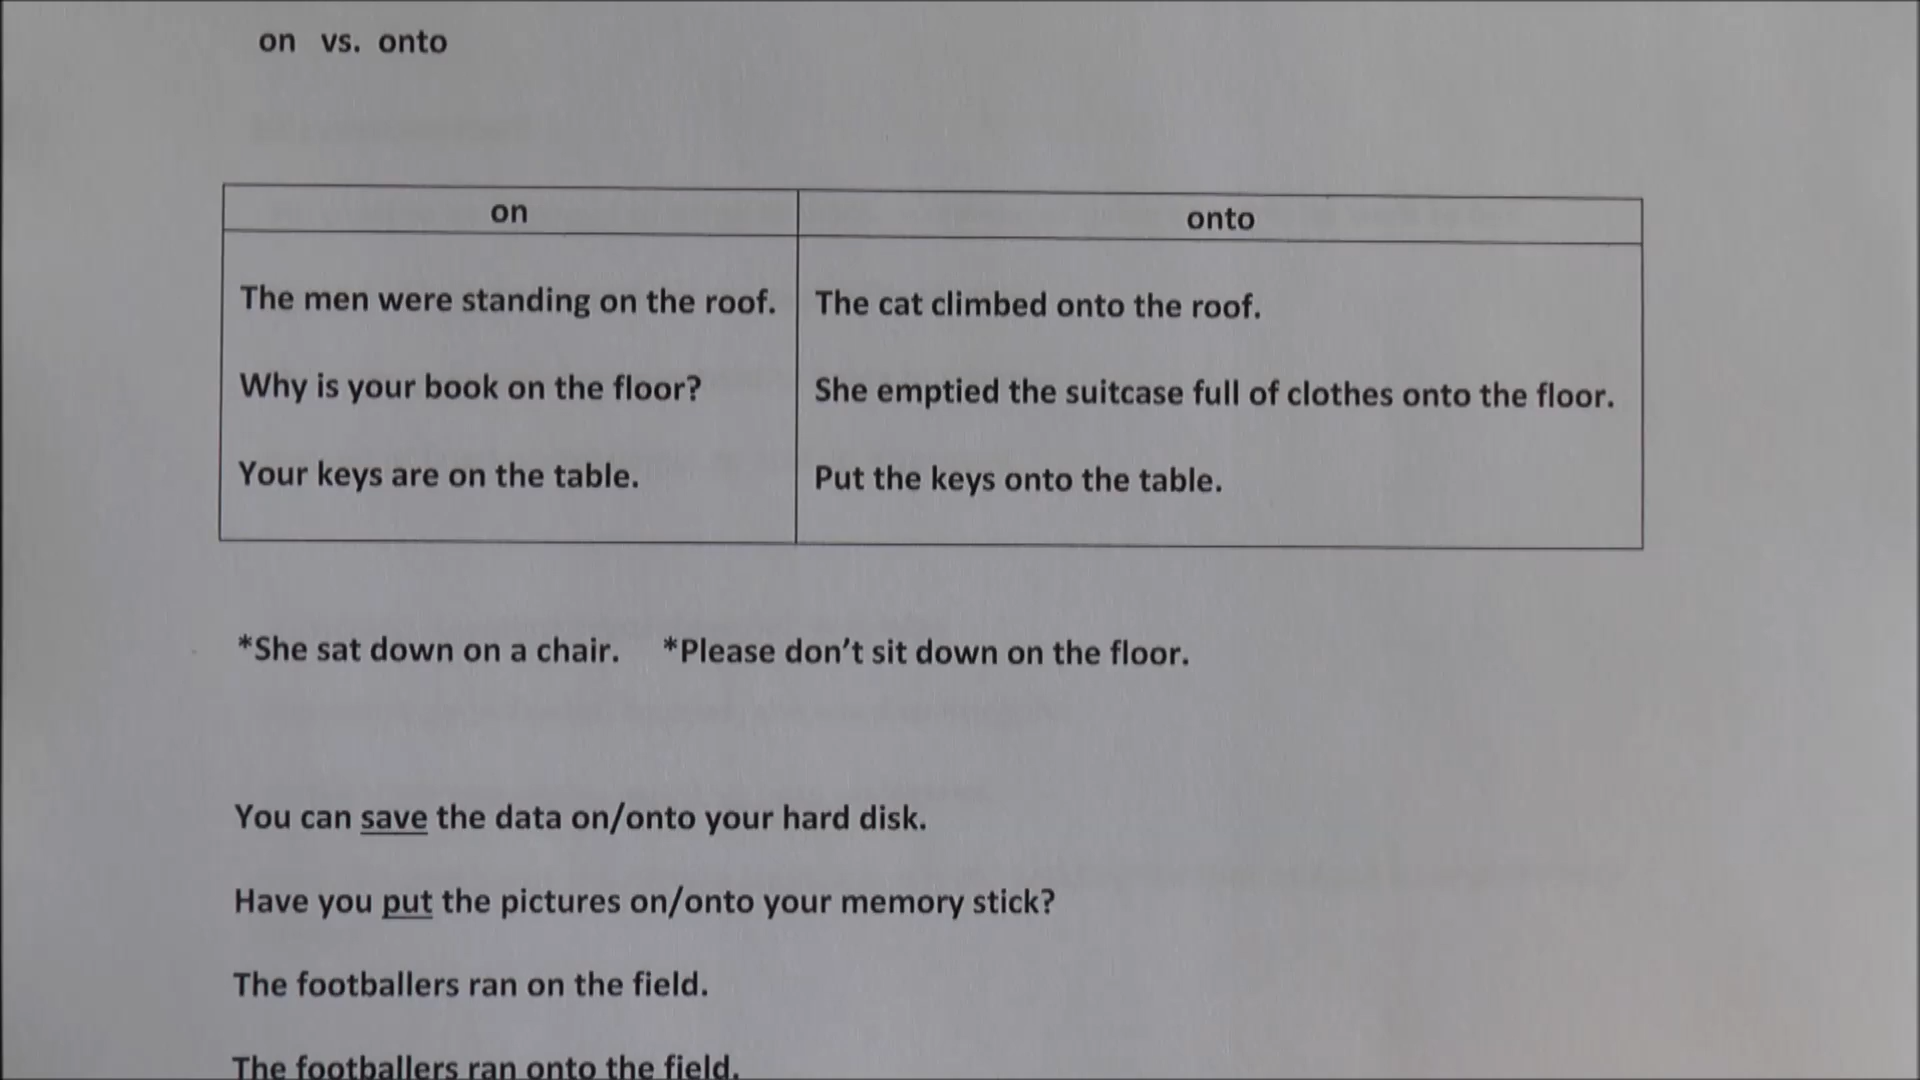 on vs. onto
on onto
The men were standing on the roof. The cat climbed onto the roof.
Why is your book on the floor? She emptied the suitcase full of clothes onto the floor.
Your keys are on the table. Put the keys onto the table.
*She sat down on a chair. *Please don't sit down on the floor.
You can save the data on/onto your hard disk.
Have you put the pictures on/onto your memory stick?
The footballers ran on the field.
The footballers ran onto the field.